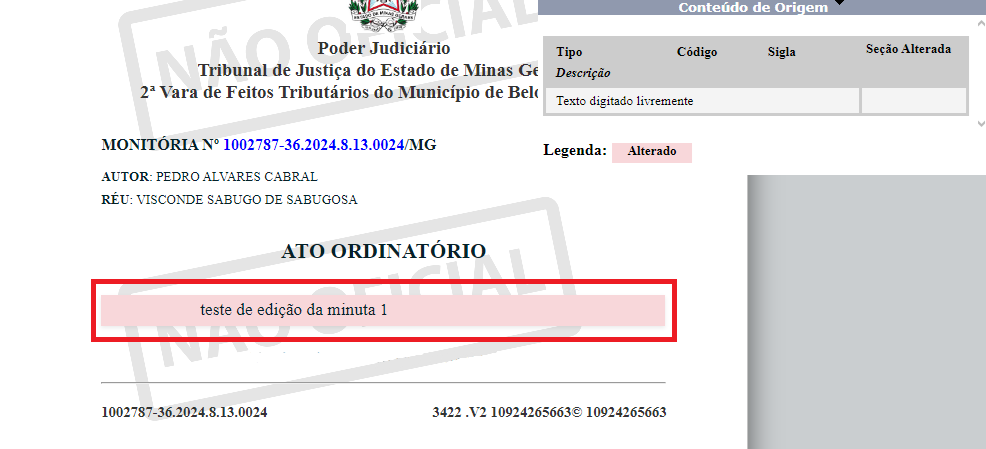 NÃO OFICIAL
Poder Judiciário
Tribunal de Justiça do Estado de Minas Ge
2ª Vara de Feitos Tributários do Município de Belo
MONITÓRIA Nº 1002787-36.2024.8.13.0024/MG
AUTOR: PEDRO ALVARES CABRAL
RÉU: VISCONDE SABUGO DE SABUGOSA
ATO ORDINATÓRIO
NÃO OFICIAL
teste de edição da minuta 1
1002787-36.2024.8.13.0024 3422 .V2 10924265663© 10924265663
Conteúdo de Origem
Tipo Código Sigla Seção Alterada
Descrição
Texto digitado livremente
Legenda: Alterado